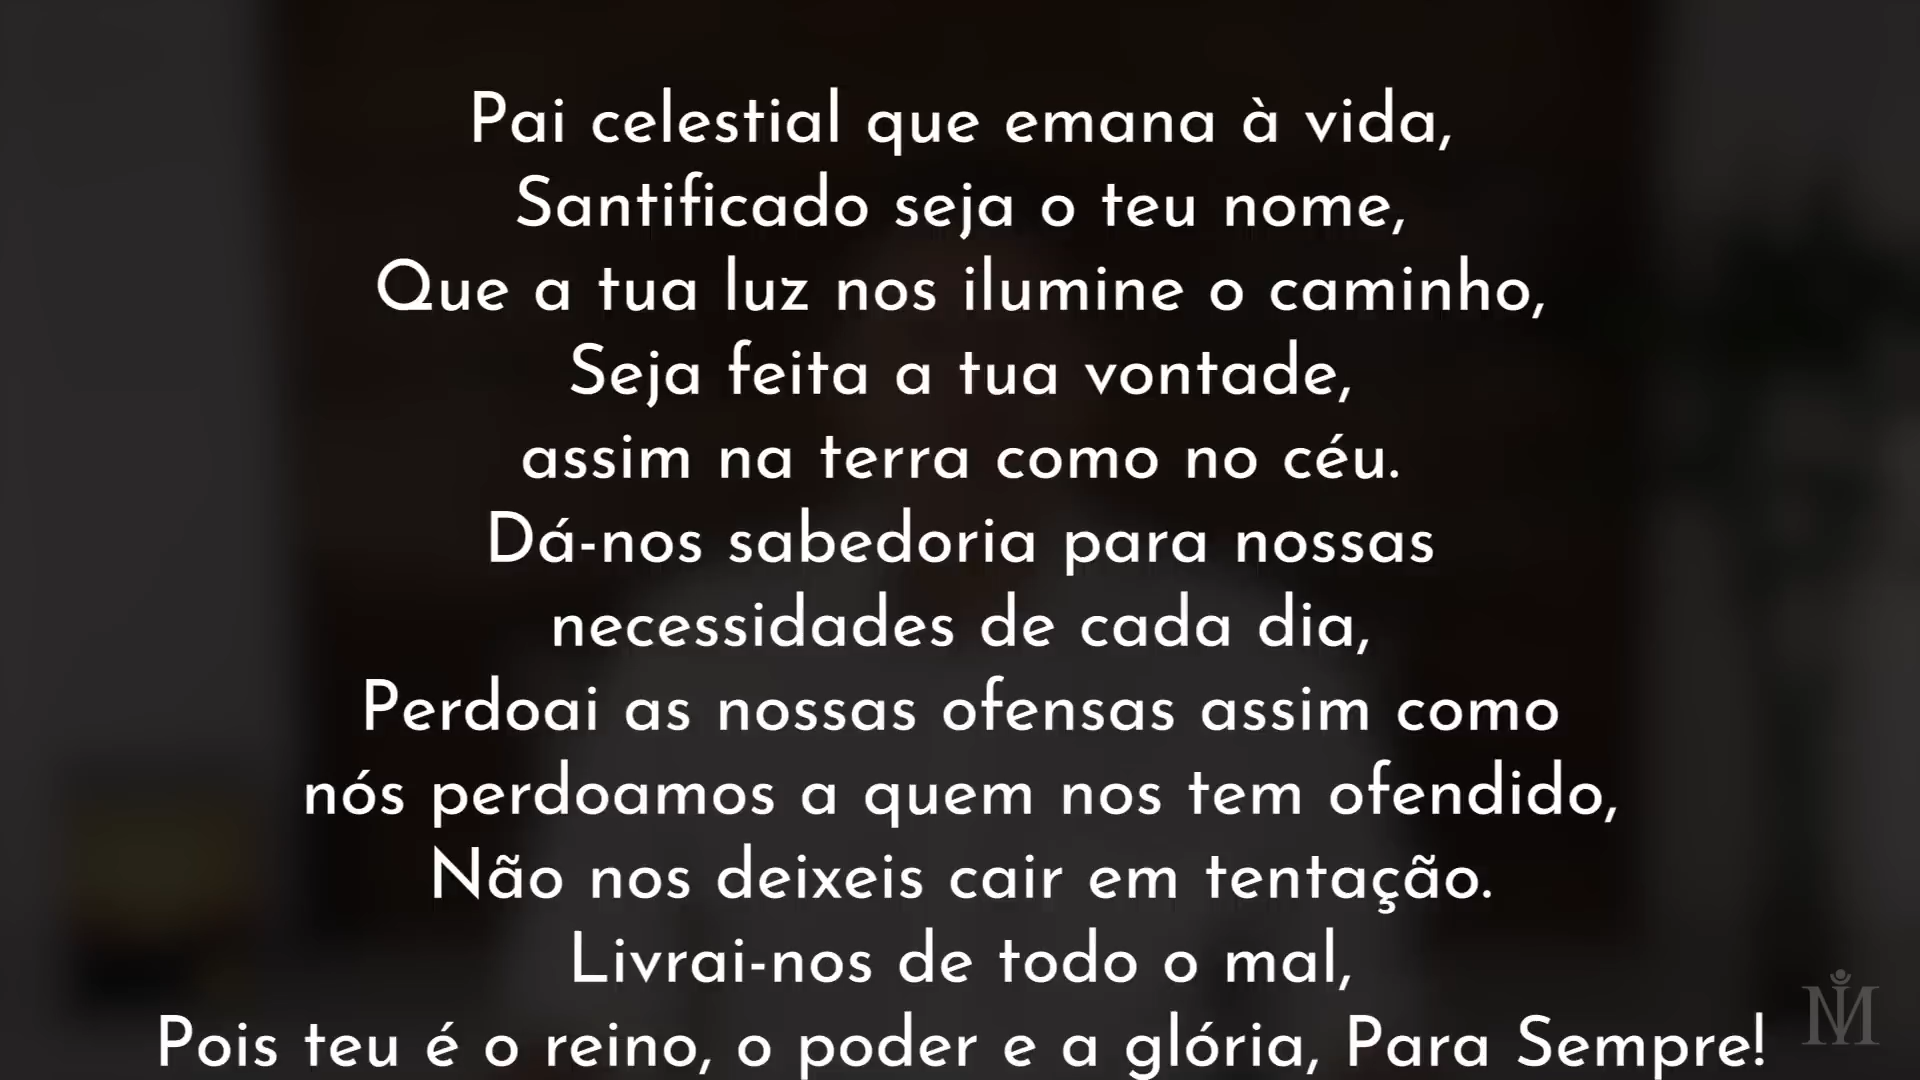 Pai celestial que emana à vida,
Santificado seja o teu nome,
Que a tua luz nos ilumine o caminho,
Seja feita a tua vontade,
assim na terra como no céu.
Dá-nos sabedoria para nossas
necessidades de cada dia,
Perdoai as nossas ofensas assim como
nós perdoamos a quem nos tem ofendido,
Não nos deixeis cair em tentação.
Livrai-nos de todo o mal,
Pois teu é o reino, o poder e a glória, Para Sempre!